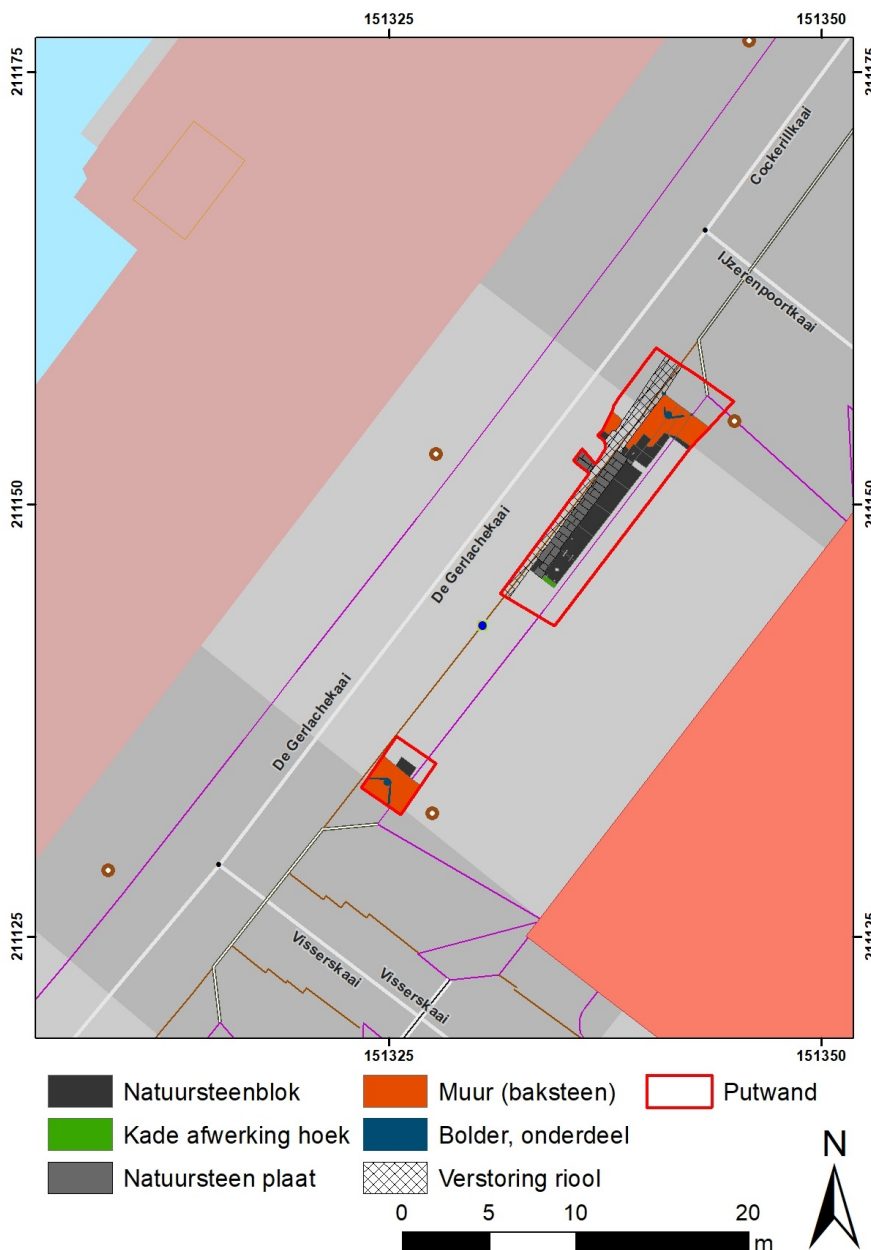 151325
151350
211175
211175
Cockerillkaai
IJzerenpoortkaai
211150
211150
De Gerlachekaai
De Gerlachekaai
211125
211125
Visserskaai
Visserskaai
151325
151350
Natuursteenblok
Muur (baksteen)
Putwand
Kade afwerking hoek
Bolder, onderdeel
Natuursteen plaat
Verstoring riool
N
0 5 10 20
m